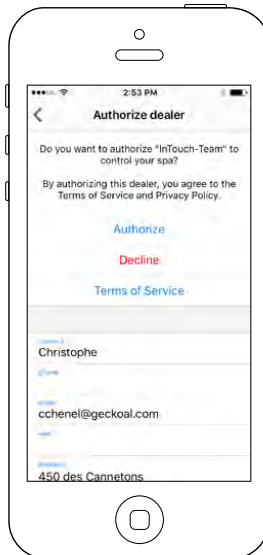 2:53 PM
Authorize dealer
Do you want to authorize "InTouch-Team" to
control your spa?
By authorizing this dealer, you agree to the
Terms of Service and Privacy Policy.
Authorize
Decline
Terms of Service
Christophe
phone
cchenel@geckoal.com
450 des Cannetons